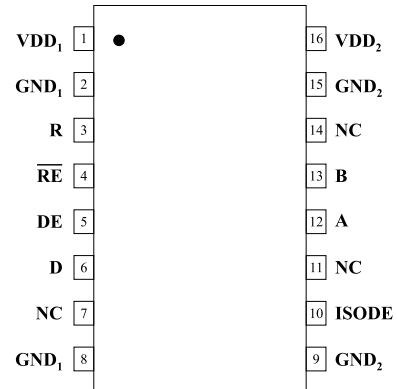 VDD₁ 1 16 VDD₂
GND₁ 2 15 GND₂
R 3 14 NC
R̅E̅ 4 13 B
DE 5 12 A
D 6 11 NC
NC 7 10 ISODE
GND₁ 8 9 GND₂